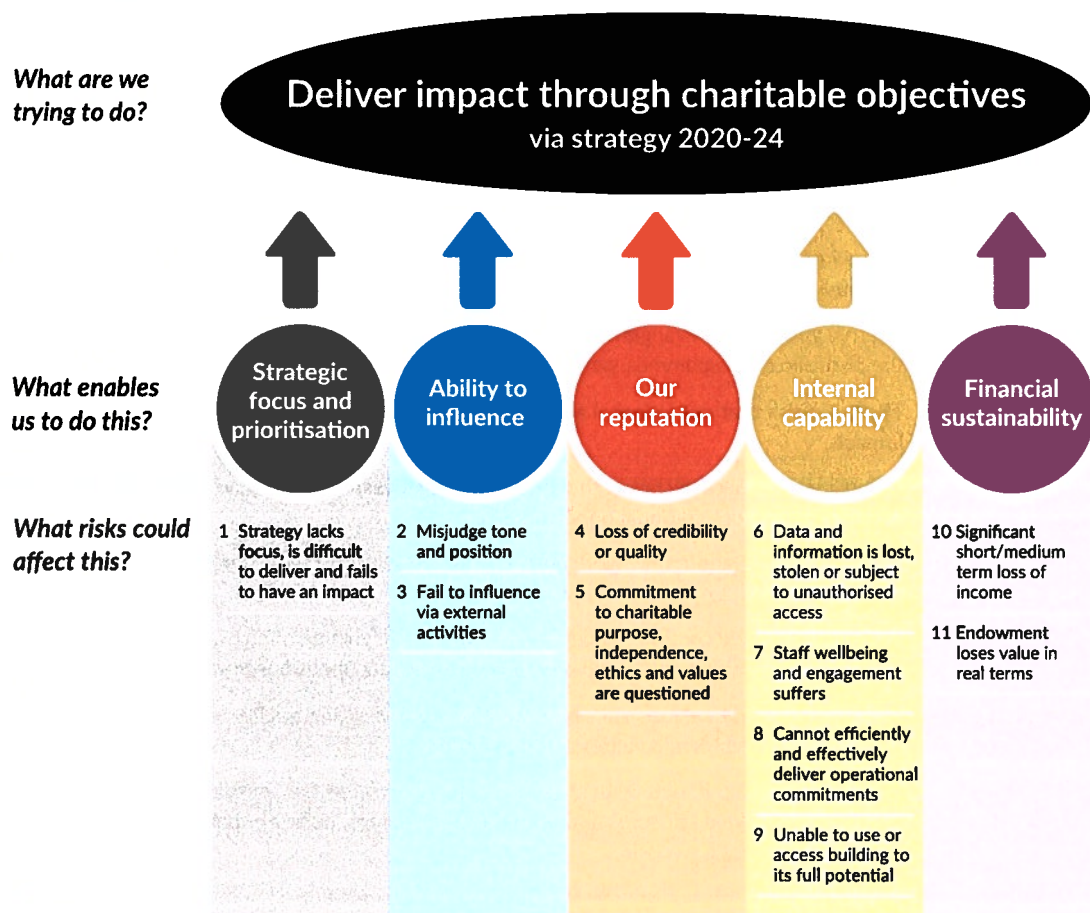 What are we
trying to do?
Deliver impact through charitable objectives
via strategy 2020-24
What enables
us to do this?
Strategic
focus and
prioritisation
Ability to
influence
Our
reputation
Internal
capability
Financial
sustainability
What risks could
affect this?
1 Strategy lacks
focus, is difficult
to deliver and fails
to have an impact
2 Misjudge tone
and position
3 Fail to influence
via external
activities
4 Loss of credibility
or quality
5 Commitment
to charitable
purpose,
independence,
ethics and values
are questioned
6 Data and
information is lost,
stolen or subject
to unauthorised
access
7 Staff wellbeing
and engagement
suffers
8 Cannot efficiently
and effectively
deliver operational
commitments
9 Unable to use or
access building to
its full potential
10 Significant
short/medium
term loss of
income
11 Endowment
loses value in
real terms